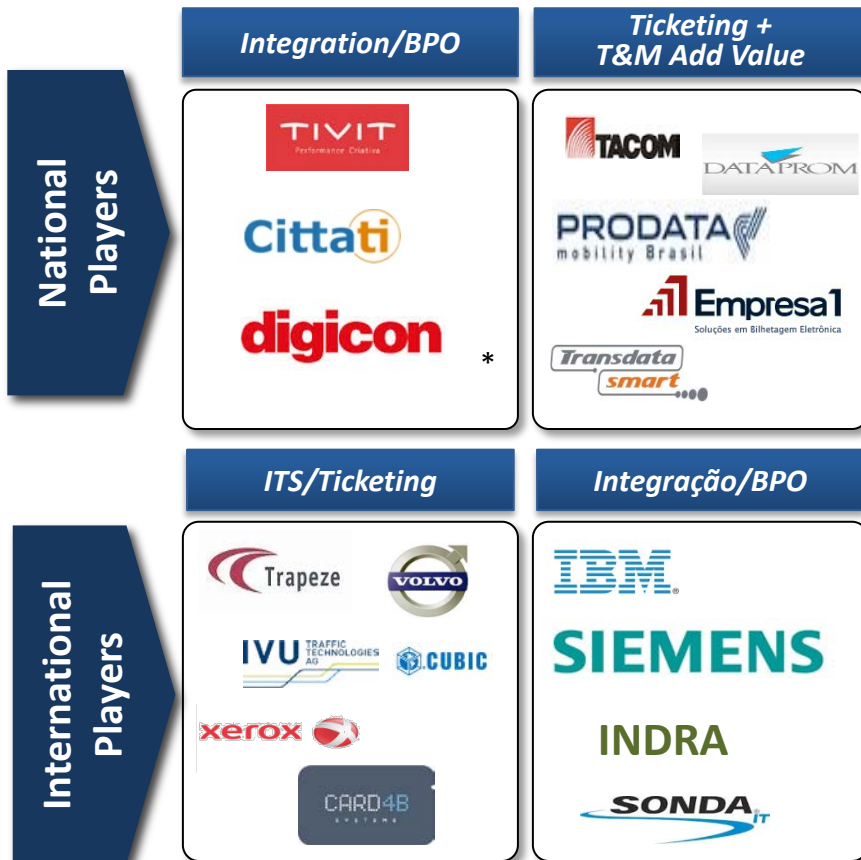 Integration/BPO
Ticketing +
T&M Add Value
National
Players
TIVIT
Performance Criativa
Cittati
digicon
*
TACOM
DATAPROM
PRODATA
mobility Brasil
Empresa1
Soluções em Bilhetagem Eletrônica
Transdata
smart
ITS/Ticketing
Integração/BPO
International
Players
Trapeze
VOLVO
IVU TRAFFIC
TECHNOLOGIES
AG
CUBIC
xerox
CARD4B
SYSTEMS
IBM®
SIEMENS
INDRA
SONDA IT